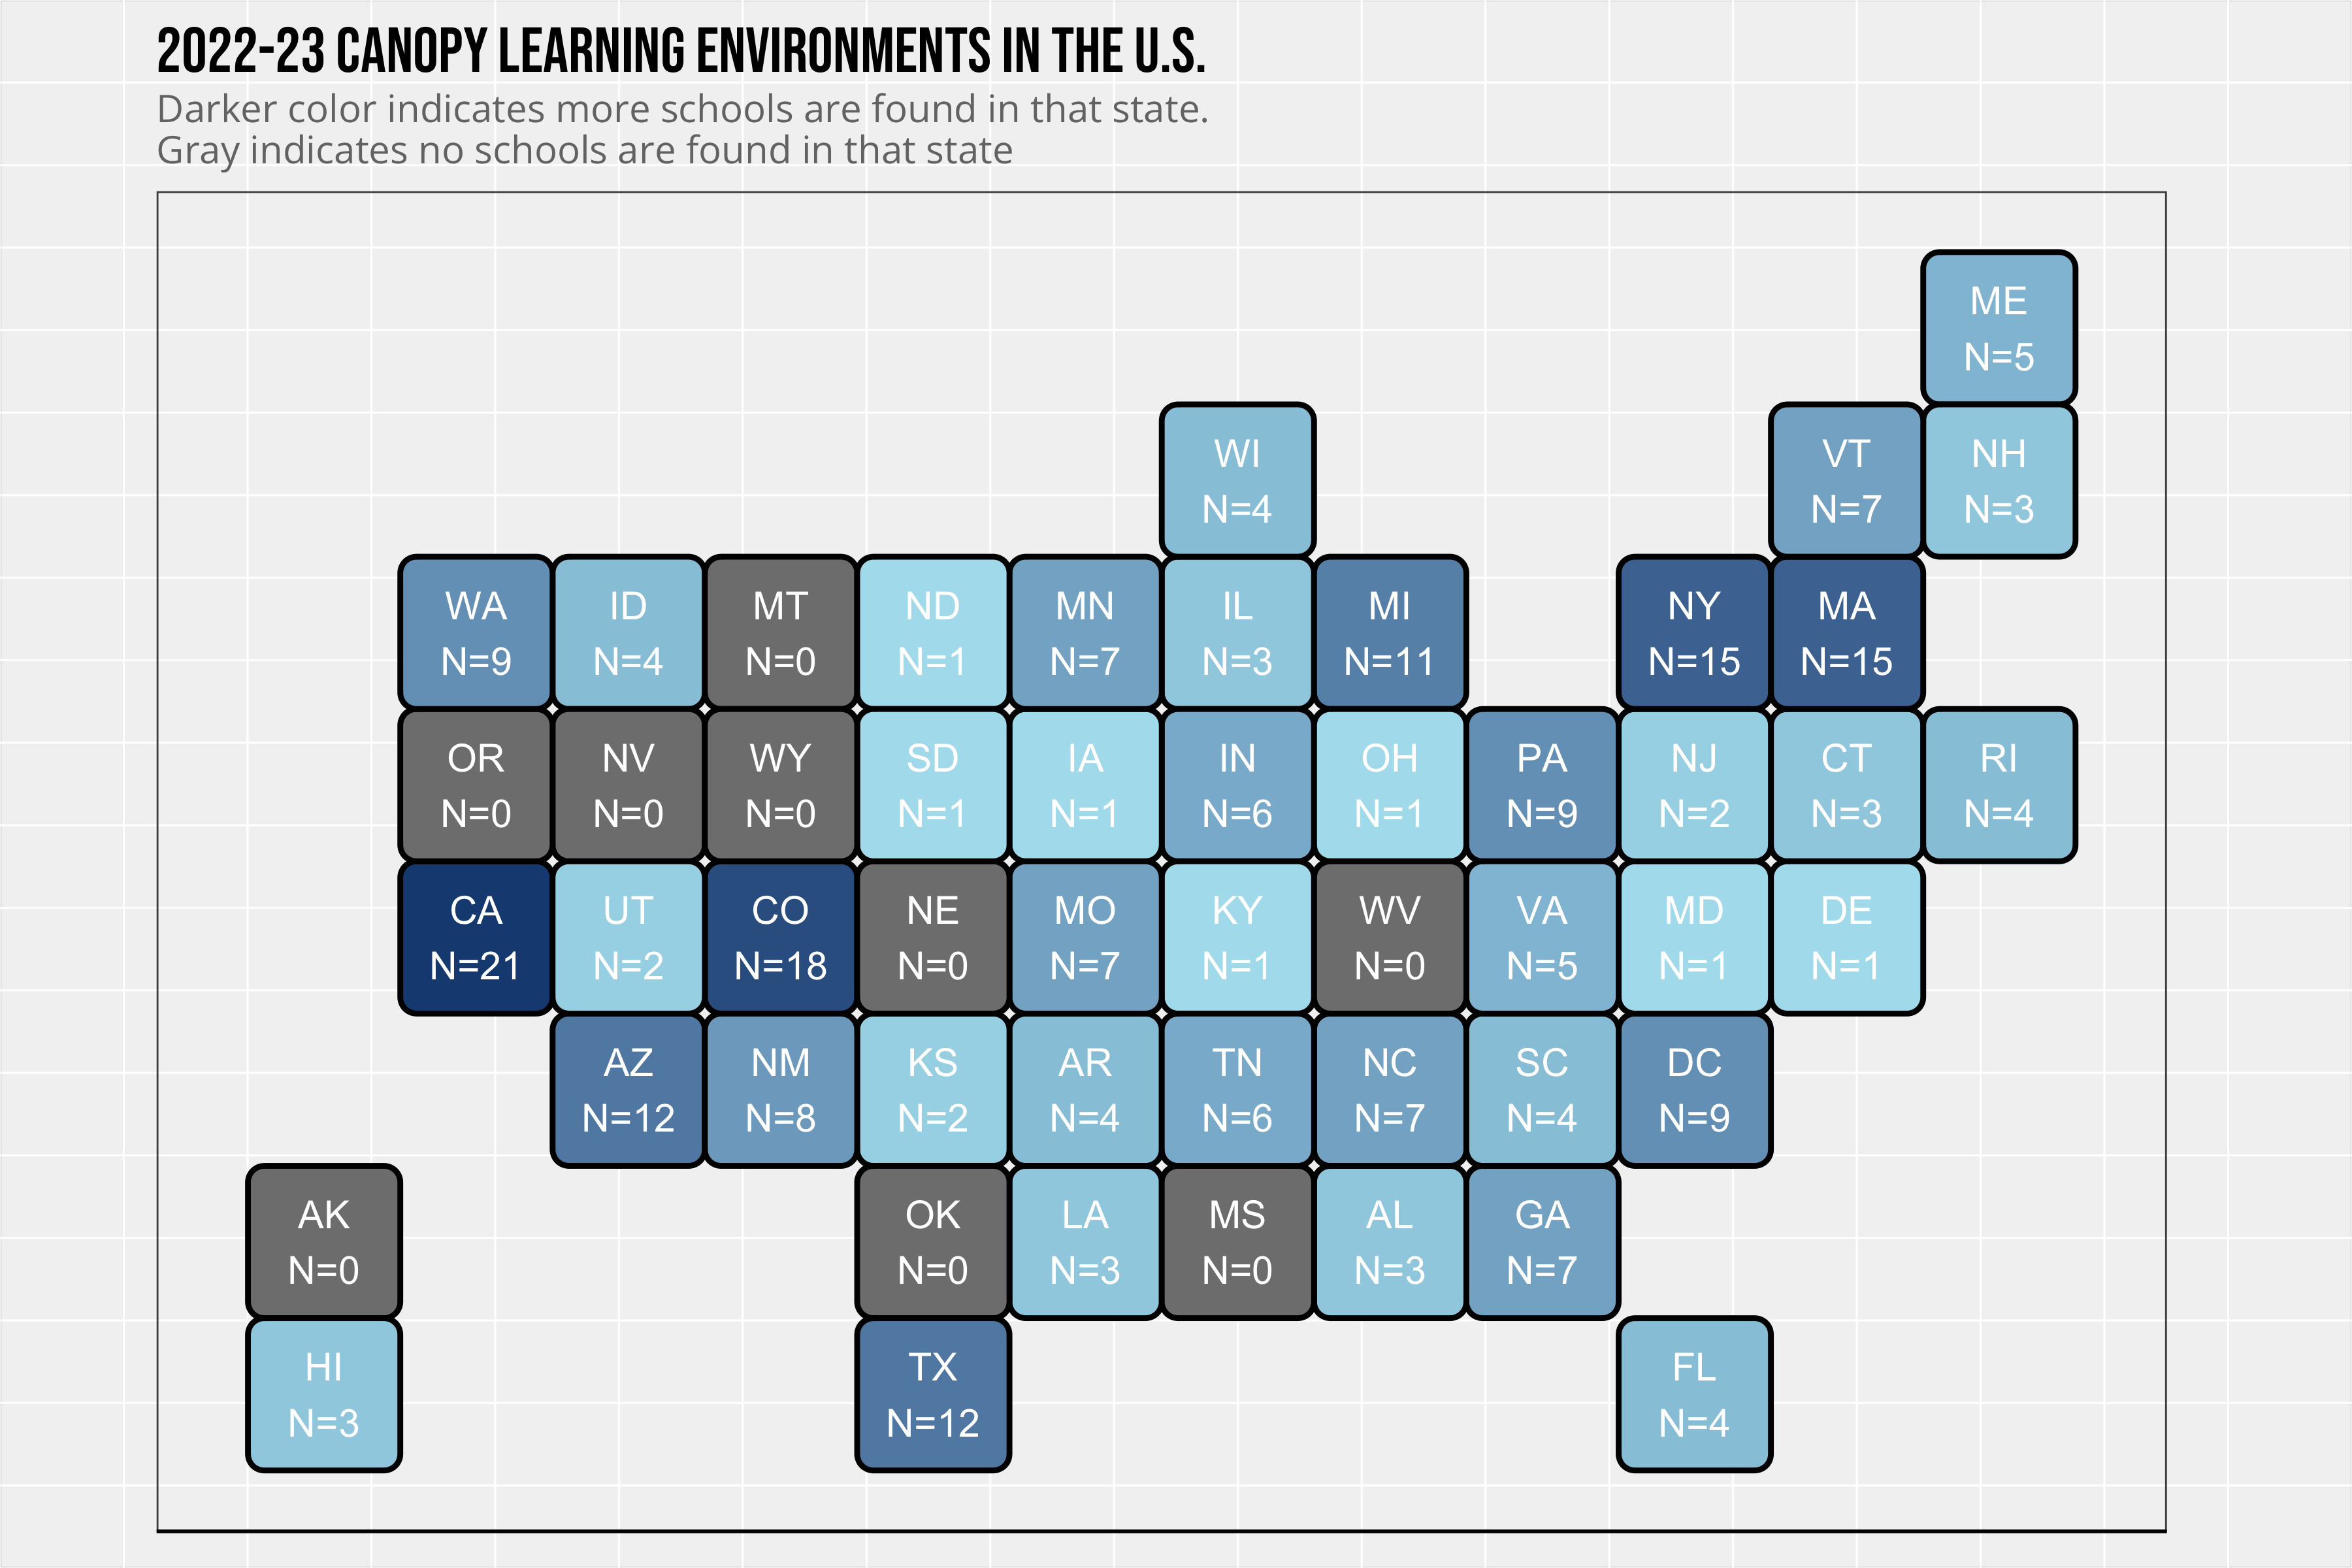 2022-23 CANOPY LEARNING ENVIRONMENTS IN THE U.S.
Darker color indicates more schools are found in that state.
Gray indicates no schools are found in that state
ME
N=5
WI
N=4
VT
N=7
NH
N=3
WA
N=9
ID
N=4
MT
N=0
ND
N=1
MN
N=7
IL
N=3
MI
N=11
NY
N=15
MA
N=15
OR
N=0
NV
N=0
WY
N=0
SD
N=1
IA
N=1
IN
N=6
OH
N=1
PA
N=9
NJ
N=2
CT
N=3
RI
N=4
CA
N=21
UT
N=2
CO
N=18
NE
N=0
MO
N=7
KY
N=1
WV
N=0
VA
N=5
MD
N=1
DE
N=1
AZ
N=12
NM
N=8
KS
N=2
AR
N=4
TN
N=6
NC
N=7
SC
N=4
DC
N=9
AK
N=0
OK
N=0
LA
N=3
MS
N=0
AL
N=3
GA
N=7
HI
N=3
TX
N=12
FL
N=4